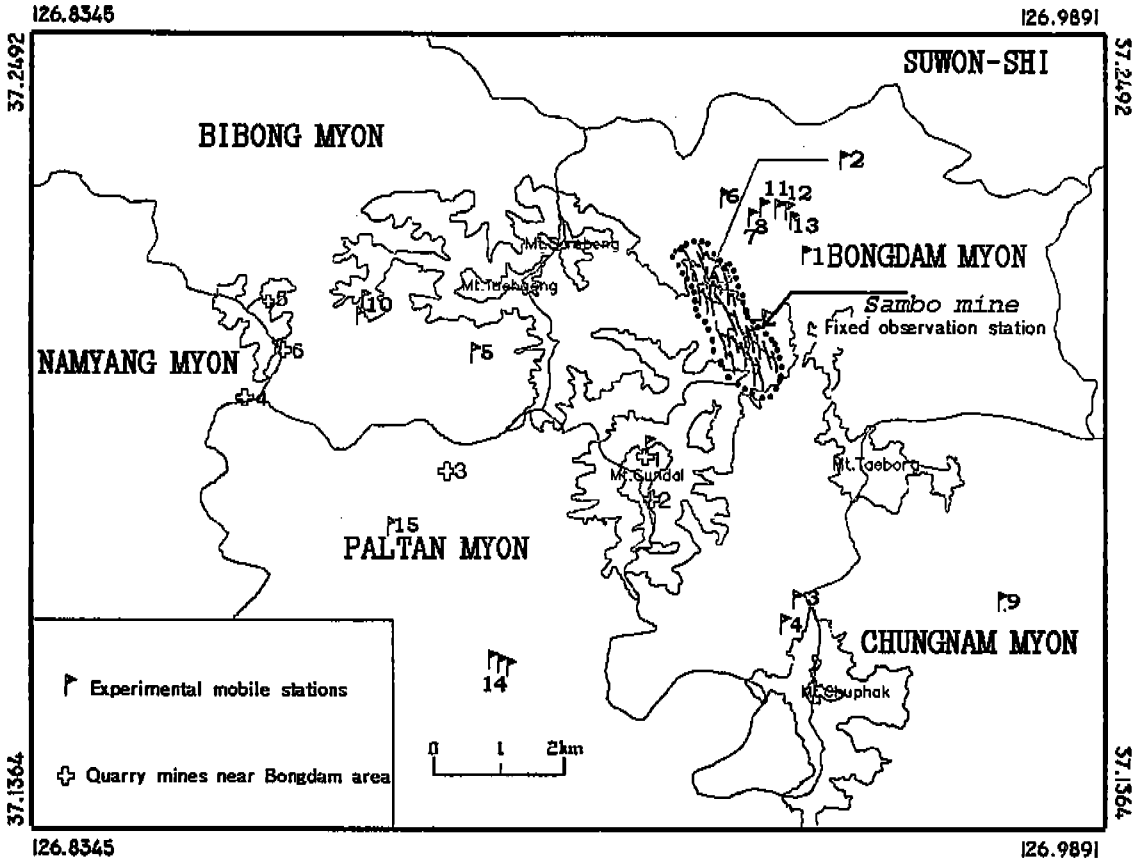 126.8345
126.9891
37.2492
37.2492
SUWON-SHI
BIBONG MYON
2
6
11
12
7
8
13
1
BONGDAM MYON
Mt.Taehaeng
5
10
Sambo mine
Fixed observation station
NAMYANG MYON
6
5
4
3
1
Mt.Gundal
2
Mt.Taebong
15
PALTAN MYON
3
4
9
CHUNGNAM MYON
14
Mt.Chuphak
Experimental mobile stations
Quarry mines near Bongdam area
0 1 2km
37.1364
37.1364
126.8345
126.9891